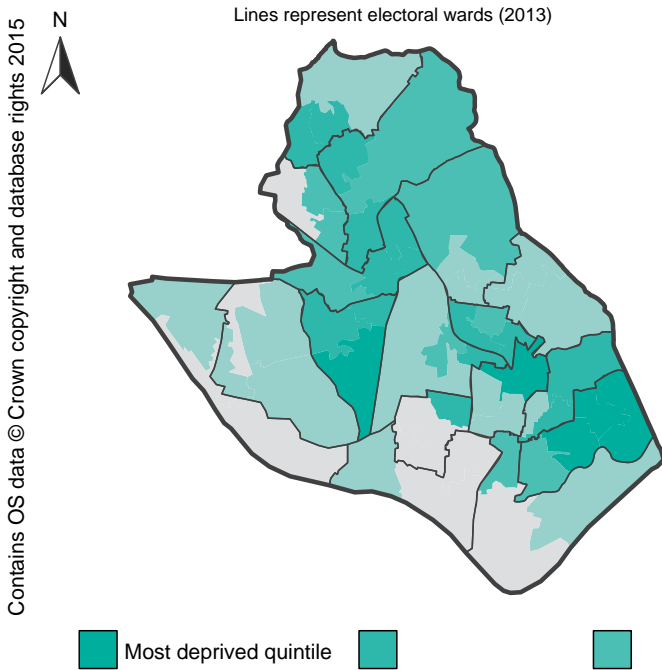 Lines represent electoral wards (2013)
N
Contains OS data © Crown copyright and database rights 2015
Most deprived quintile